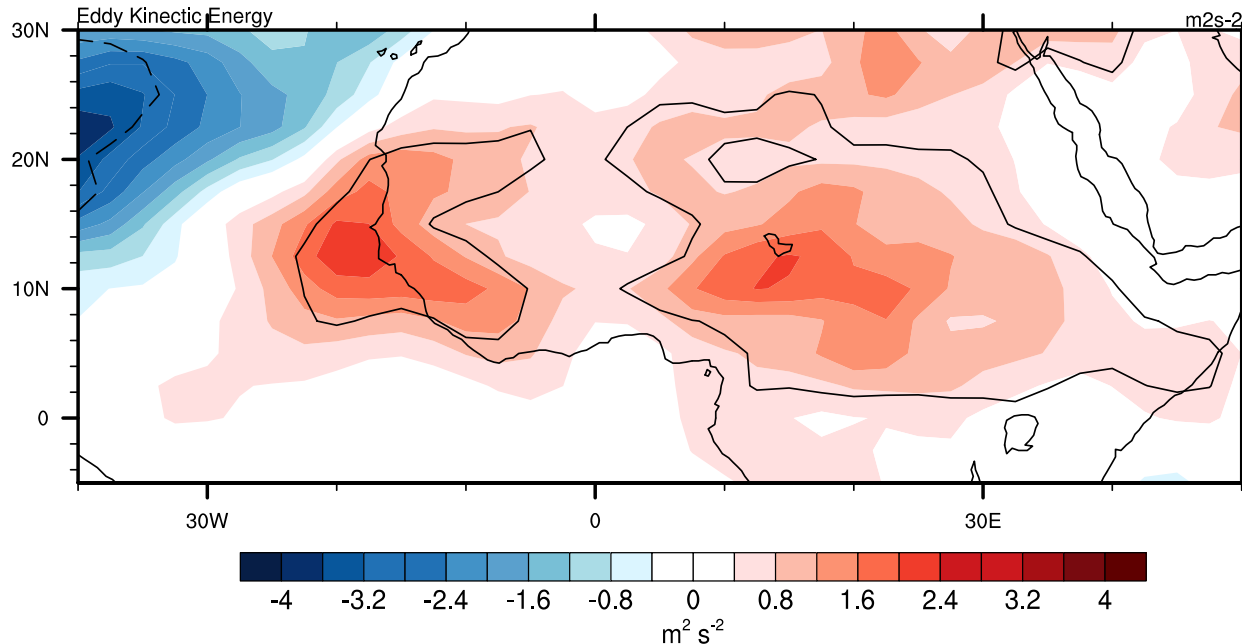 Eddy Kinectic Energy m2s-2
30N
20N
10N
0
30W 0 30E
-4 -3.2 -2.4 -1.6 -0.8 0 0.8 1.6 2.4 3.2 4
m² s⁻²